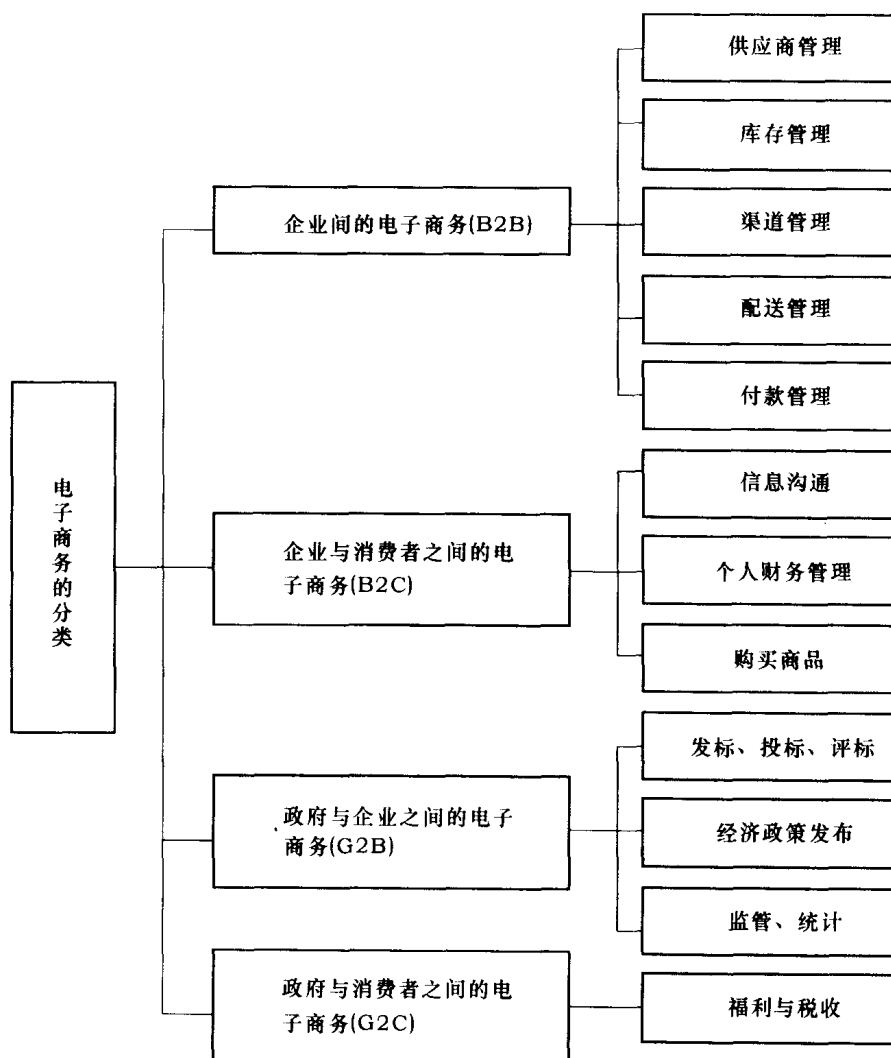 电子商务的分类
企业间的电子商务(B2B)
供应商管理
库存管理
渠道管理
配送管理
付款管理
企业与消费者之间的电
子商务(B2C)
信息沟通
个人财务管理
购买商品
政府与企业之间的电子
商务(G2B)
发标、投标、评标
经济政策发布
监管、统计
政府与消费者之间的电
子商务(G2C)
福利与税收